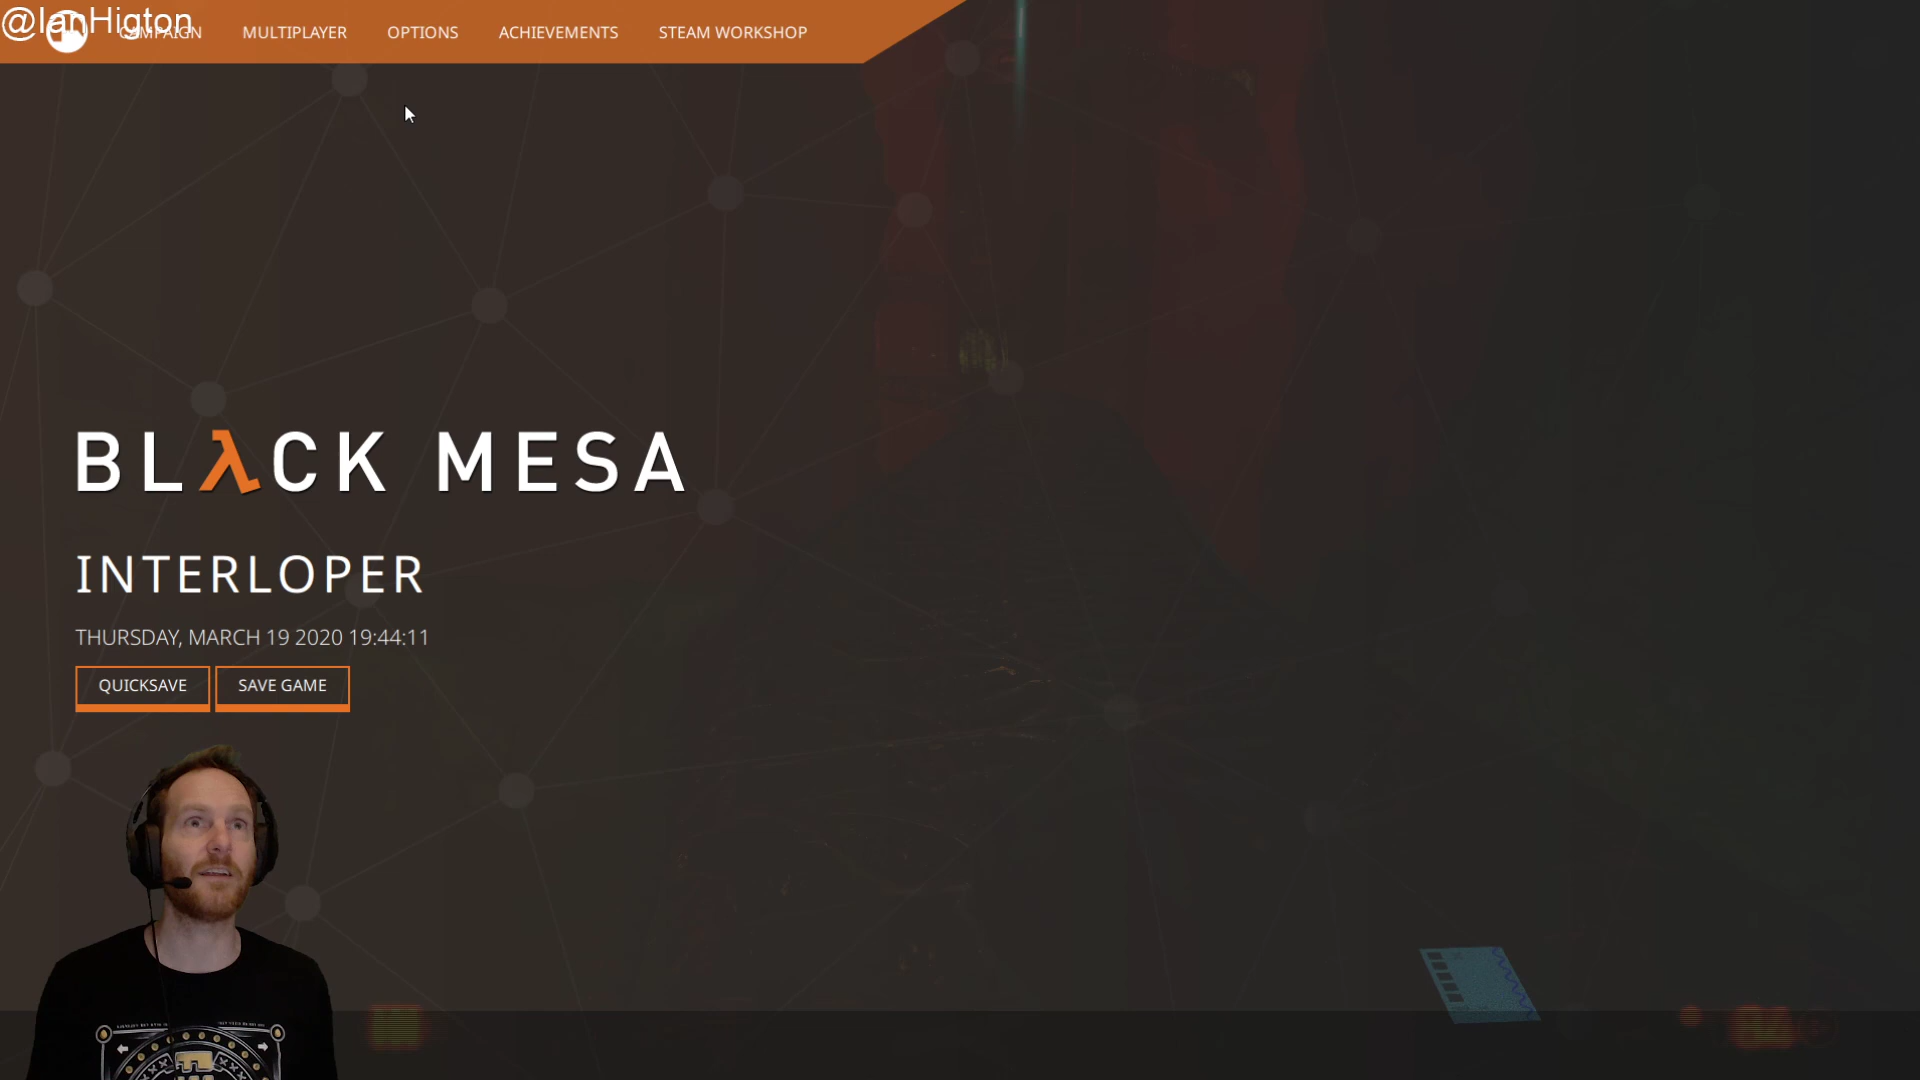 @IanHigton
CAMPAIGN MULTIPLAYER OPTIONS ACHIEVEMENTS STEAM WORKSHOP
BLλCK MESA
INTERLOPER
THURSDAY, MARCH 19 2020 19:44:11
QUICKSAVE SAVE GAME